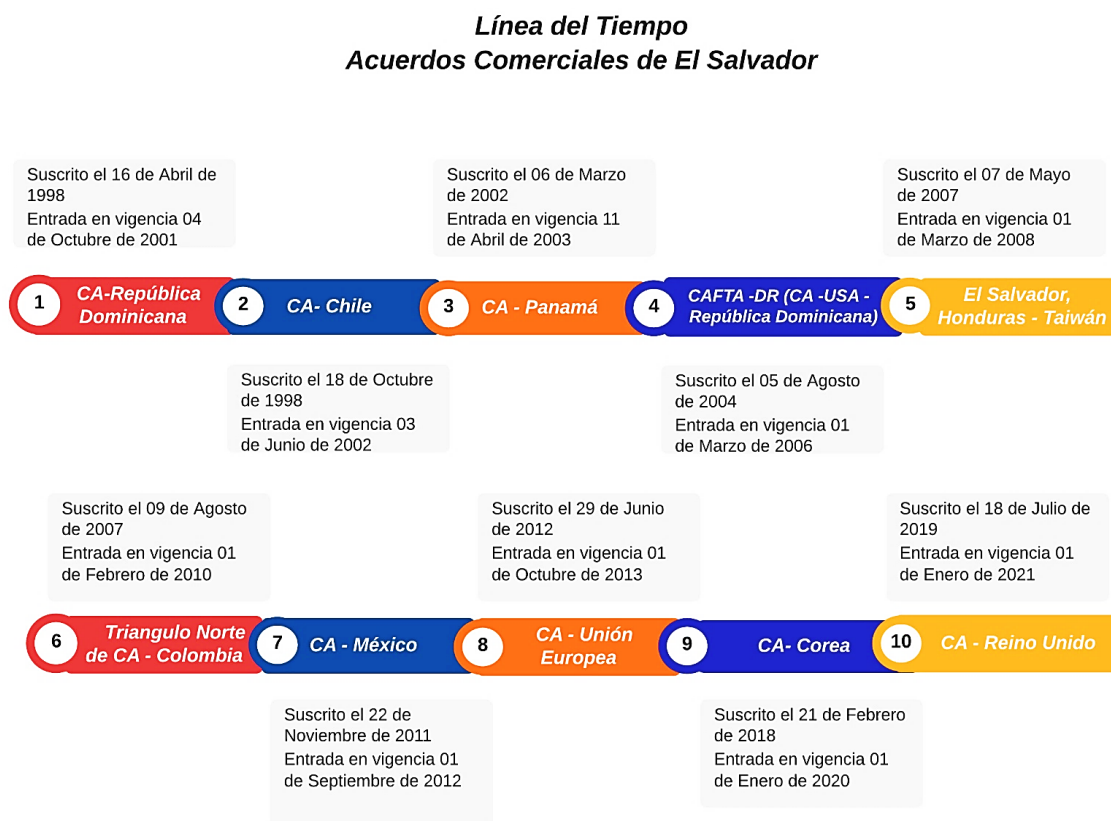 Línea del Tiempo
Acuerdos Comerciales de El Salvador
Suscrito el 16 de Abril de
1998
Entrada en vigencia 04
de Octubre de 2001
Suscrito el 06 de Marzo
de 2002
Entrada en vigencia 11
de Abril de 2003
Suscrito el 07 de Mayo
de 2007
Entrada en vigencia 01
de Marzo de 2008
1
CA-República
Dominicana
2
CA- Chile
3
CA - Panamá
4
CAFTA -DR (CA -USA -
República Dominicana)
5
El Salvador,
Honduras - Taiwán
Suscrito el 18 de Octubre
de 1998
Entrada en vigencia 03
de Junio de 2002
Suscrito el 05 de Agosto
de 2004
Entrada en vigencia 01
de Marzo de 2006
Suscrito el 09 de Agosto
de 2007
Entrada en vigencia 01
de Febrero de 2010
Suscrito el 29 de Junio
de 2012
Entrada en vigencia 01
de Octubre de 2013
Suscrito el 18 de Julio de
2019
Entrada en vigencia 01
de Enero de 2021
6
Triangulo Norte
de CA - Colombia
7
CA - México
8
CA - Unión
Europea
9
CA- Corea
10
CA - Reino Unido
Suscrito el 22 de
Noviembre de 2011
Entrada en vigencia 01
de Septiembre de 2012
Suscrito el 21 de Febrero
de 2018
Entrada en vigencia 01
de Enero de 2020